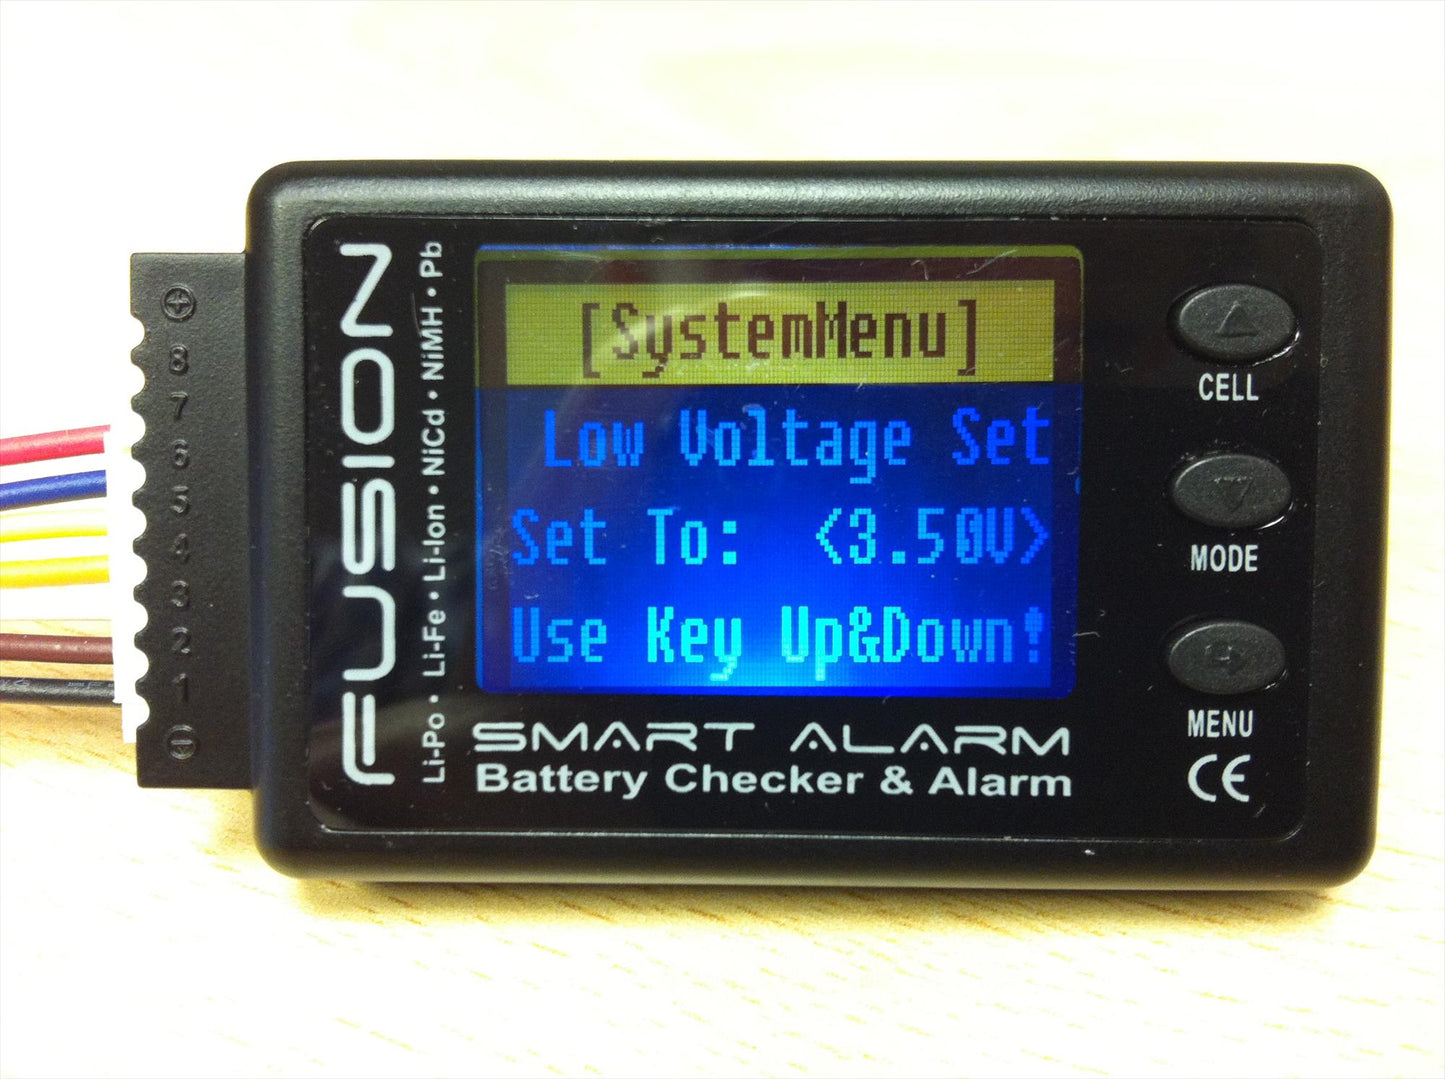 ⊕
8
7
6
5
4
3
2
1
⊖
FUSION
Li-Po • Li-Fe • Li-Ion • NiCd • NiMH • Pb
[SystemMenu]
Low Voltage Set
Set To: <3.50V>
Use Key Up&Down!
SMART ALARM
Battery Checker & Alarm
CELL
MODE
MENU
CE